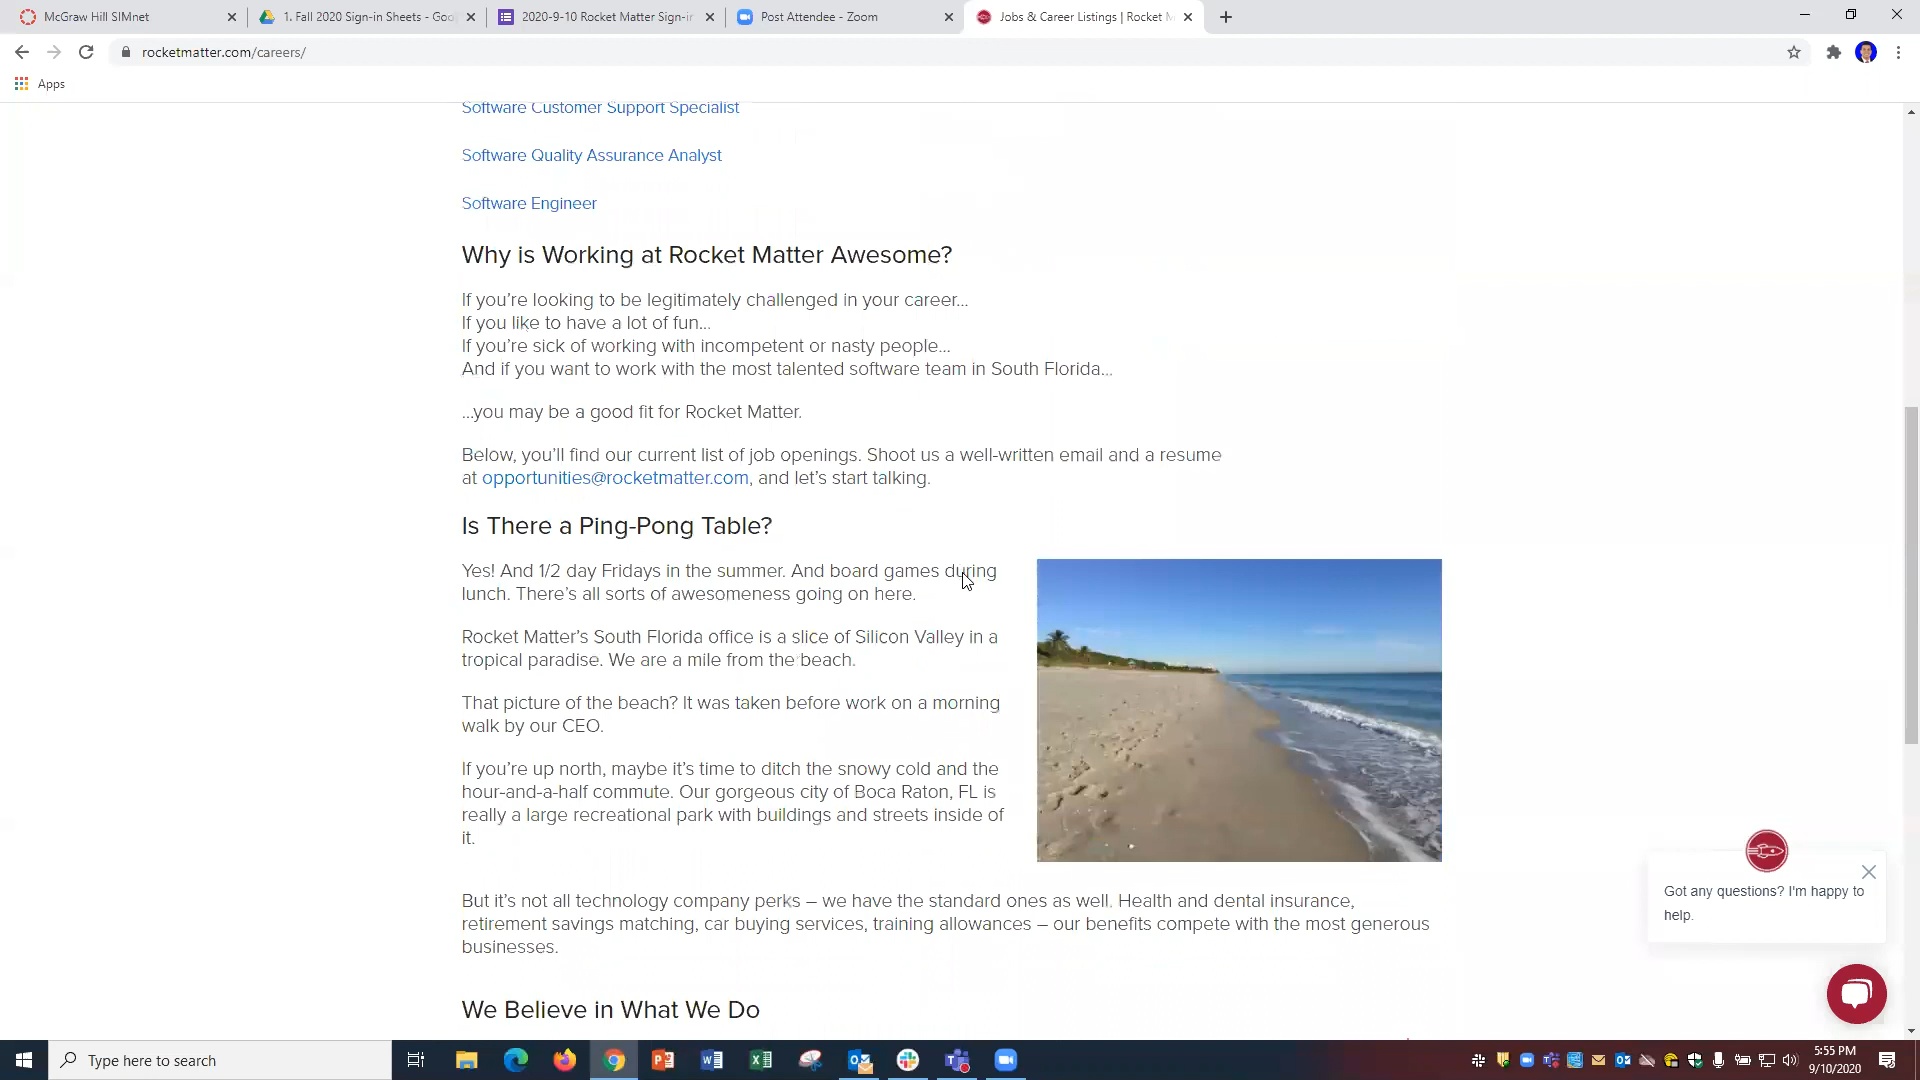 McGraw Hill SIMnet
1. Fall 2020 Sign-in Sheets - Goo
2020-9-10 Rocket Matter Sign-in
Post Attendee - Zoom
Jobs & Career Listings | Rocket M
rocketmatter.com/careers/
Apps
Software Customer Support Specialist
Software Quality Assurance Analyst
Software Engineer
Why is Working at Rocket Matter Awesome?
If you're looking to be legitimately challenged in your career...
If you like to have a lot of fun...
If you're sick of working with incompetent or nasty people...
And if you want to work with the most talented software team in South Florida...
...you may be a good fit for Rocket Matter.
Below, you'll find our current list of job openings. Shoot us a well-written email and a resume
at opportunities@rocketmatter.com, and let's start talking.
Is There a Ping-Pong Table?
Yes! And 1/2 day Fridays in the summer. And board games during
lunch. There's all sorts of awesomeness going on here.
Rocket Matter's South Florida office is a slice of Silicon Valley in a
tropical paradise. We are a mile from the beach.
That picture of the beach? It was taken before work on a morning
walk by our CEO.
If you're up north, maybe it's time to ditch the snowy cold and the
hour-and-a-half commute. Our gorgeous city of Boca Raton, FL is
really a large recreational park with buildings and streets inside of
it.
But it's not all technology company perks – we have the standard ones as well. Health and dental insurance,
retirement savings matching, car buying services, training allowances – our benefits compete with the most generous
businesses.
We Believe in What We Do
Got any questions? I'm happy to
help.
Type here to search
5:55 PM
9/10/2020